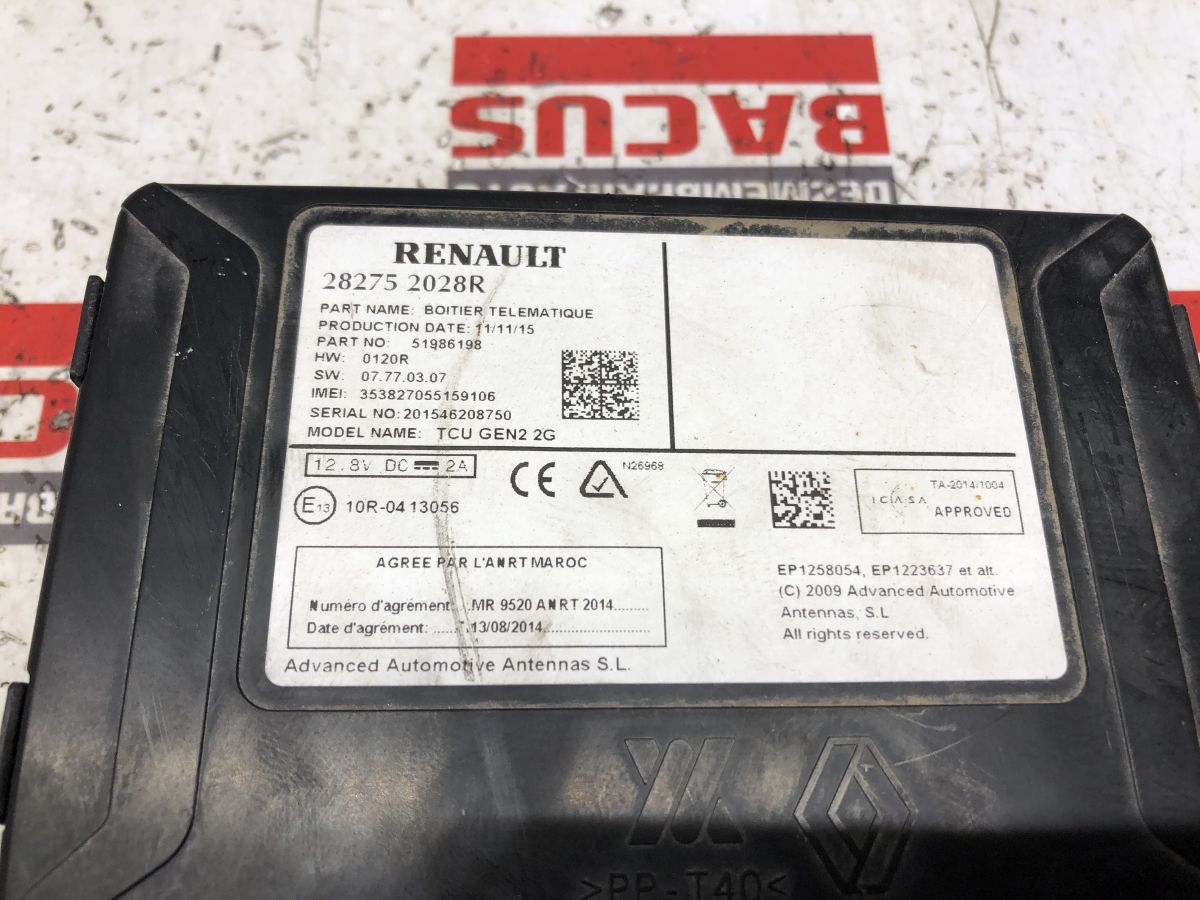 BACUS
DESMEMBRAMENTO
RENAULT
28275 2028R
PART NAME: BOITIER TELEMATIQUE
PRODUCTION DATE: 11/11/15
PART NO: 51986198
HW: 0120R
SW: 07.77.03.07
IMEI: 353827055159106
SERIAL NO: 201546208750
MODEL NAME: TCU GEN2 2G
12.8V DC 2A
CE
N26968
E13 10R-04 13056
ICASA
TA-2014/1004
APPROVED
AGREE PAR L'ANRT MAROC
Numéro d'agrément: ...MR 9520 ANRT 2014.........
Date d'agrément: ........13/08/2014...........................
EP1258054, EP1223637 et alt.
(C) 2009 Advanced Automotive
Antennas, S.L
All rights reserved.
Advanced Automotive Antennas S.L.
>PP-T40<